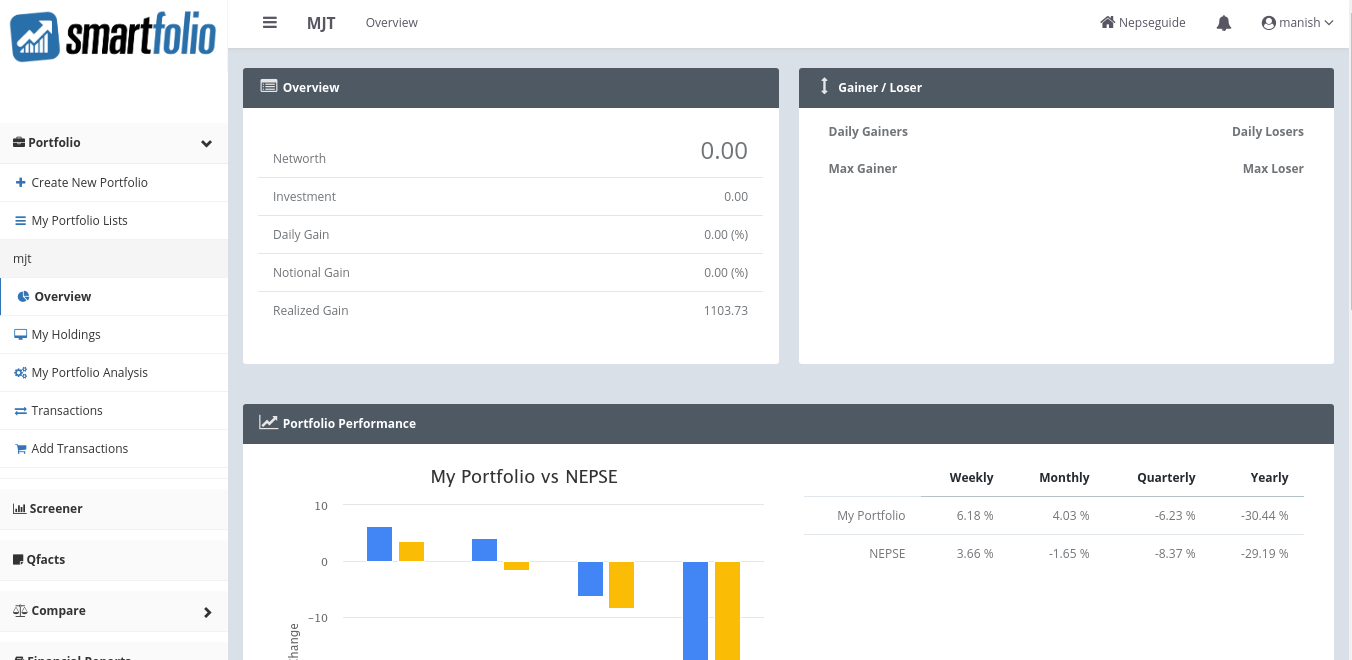 smartfolio
MJT
Overview
Nepseguide
manish
Portfolio
Create New Portfolio
My Portfolio Lists
mjt
Overview
My Holdings
My Portfolio Analysis
Transactions
Add Transactions
Screener
Qfacts
Compare
Financial Reports
Overview
Networth 0.00
Investment 0.00
Daily Gain 0.00 (%)
Notional Gain 0.00 (%)
Realized Gain 1103.73
Gainer / Loser
Daily Gainers Daily Losers
Max Gainer Max Loser
Portfolio Performance
My Portfolio vs NEPSE
10
0
−10
hange
Weekly Monthly Quarterly Yearly
My Portfolio 6.18 % 4.03 % -6.23 % -30.44 %
NEPSE 3.66 % -1.65 % -8.37 % -29.19 %